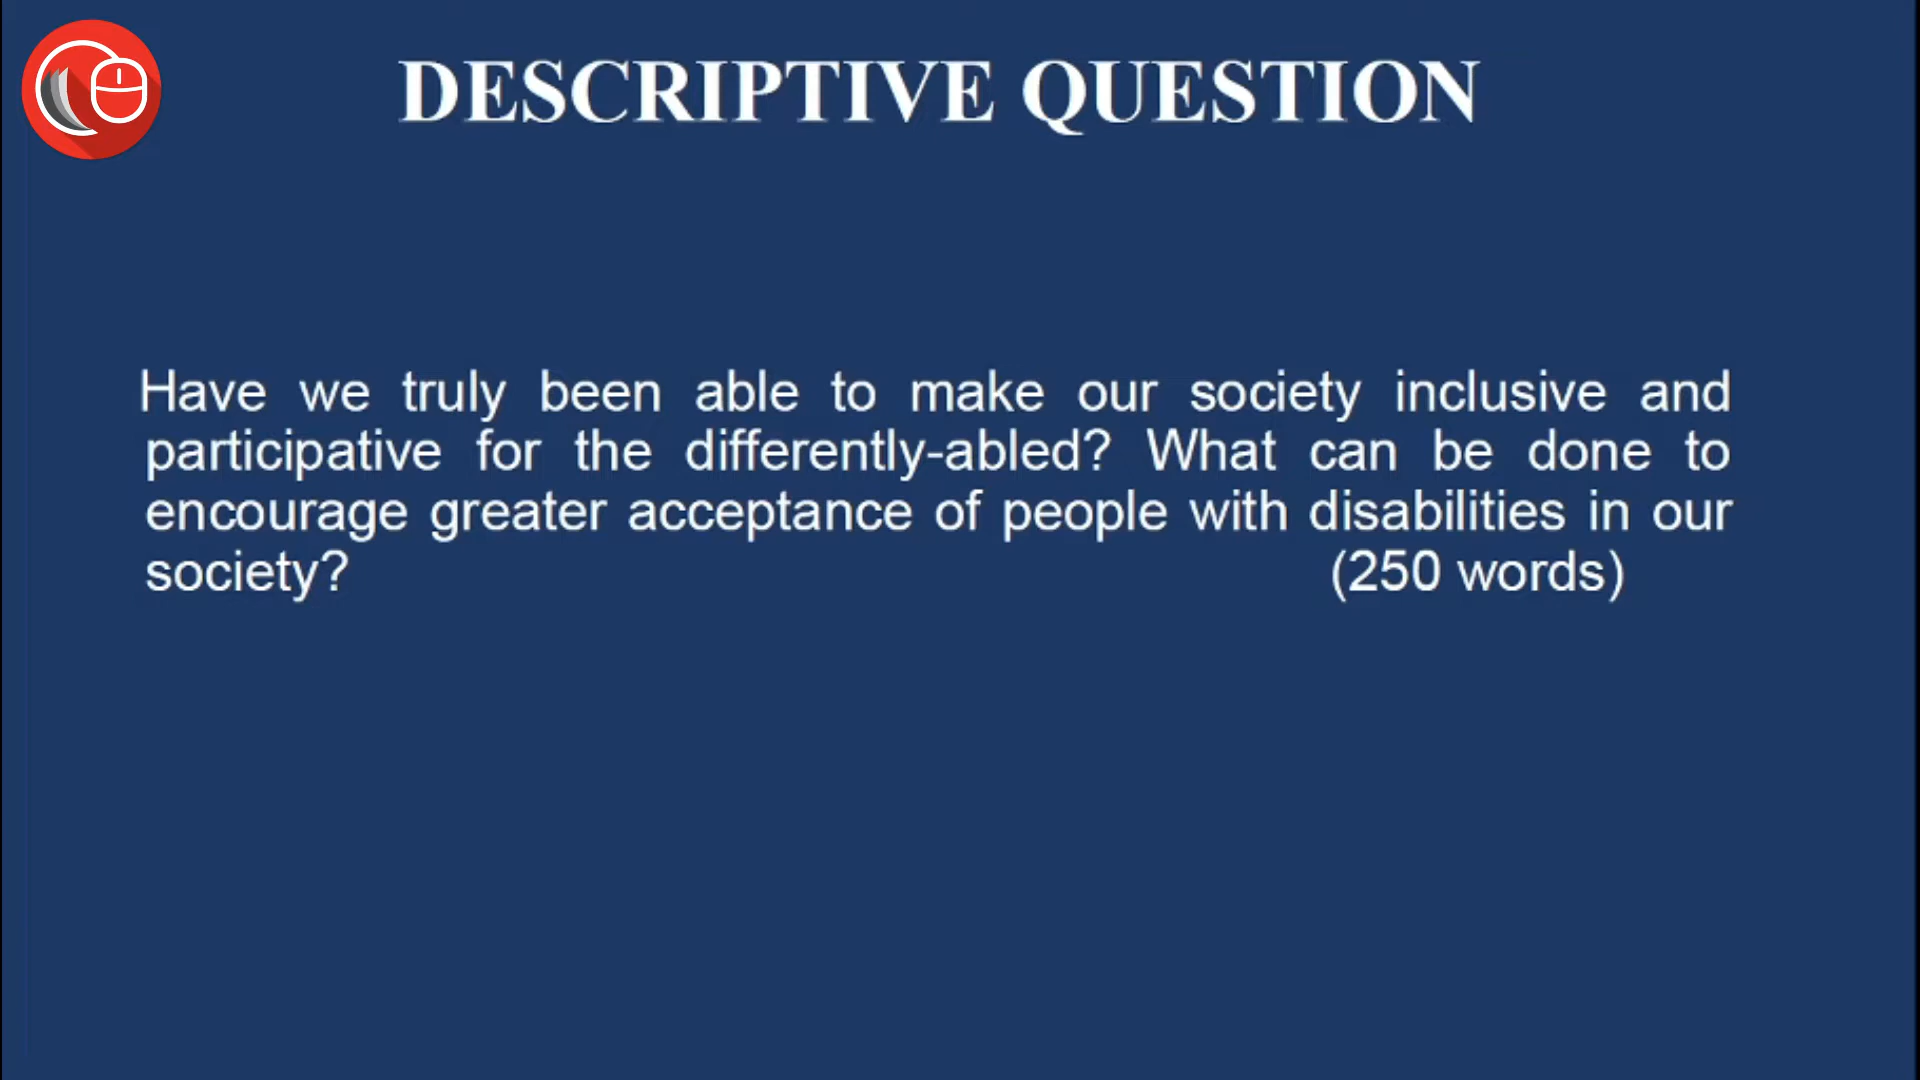 DESCRIPTIVE QUESTION
Have we truly been able to make our society inclusive and
participative for the differently-abled? What can be done to
encourage greater acceptance of people with disabilities in our
society? (250 words)